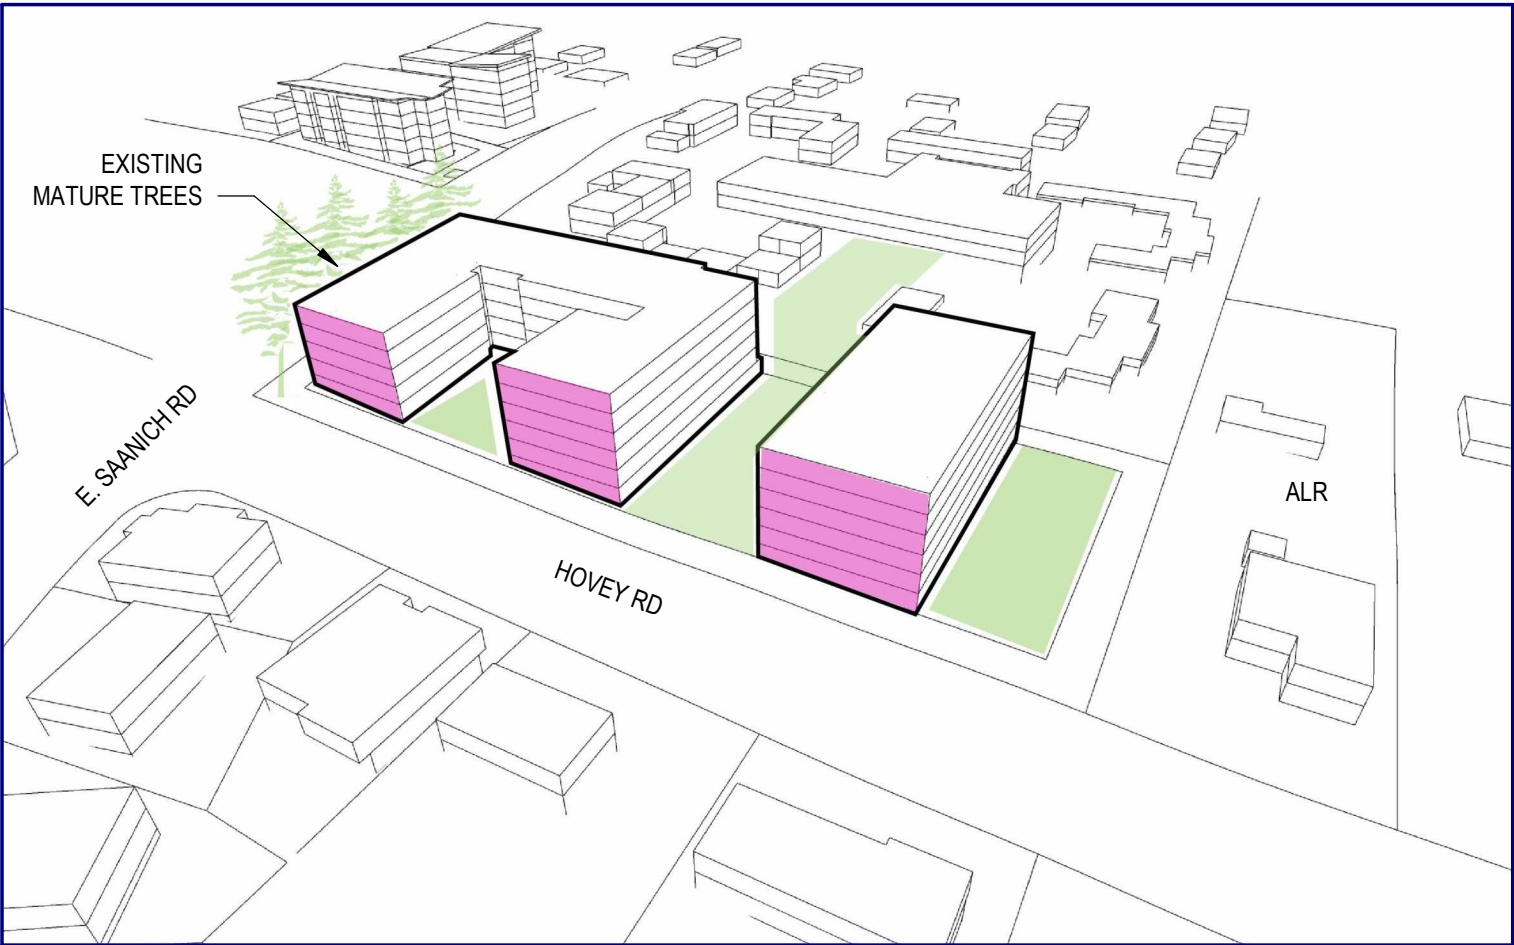 EXISTING
MATURE TREES
E. SAANICH RD
ALR
HOVEY RD